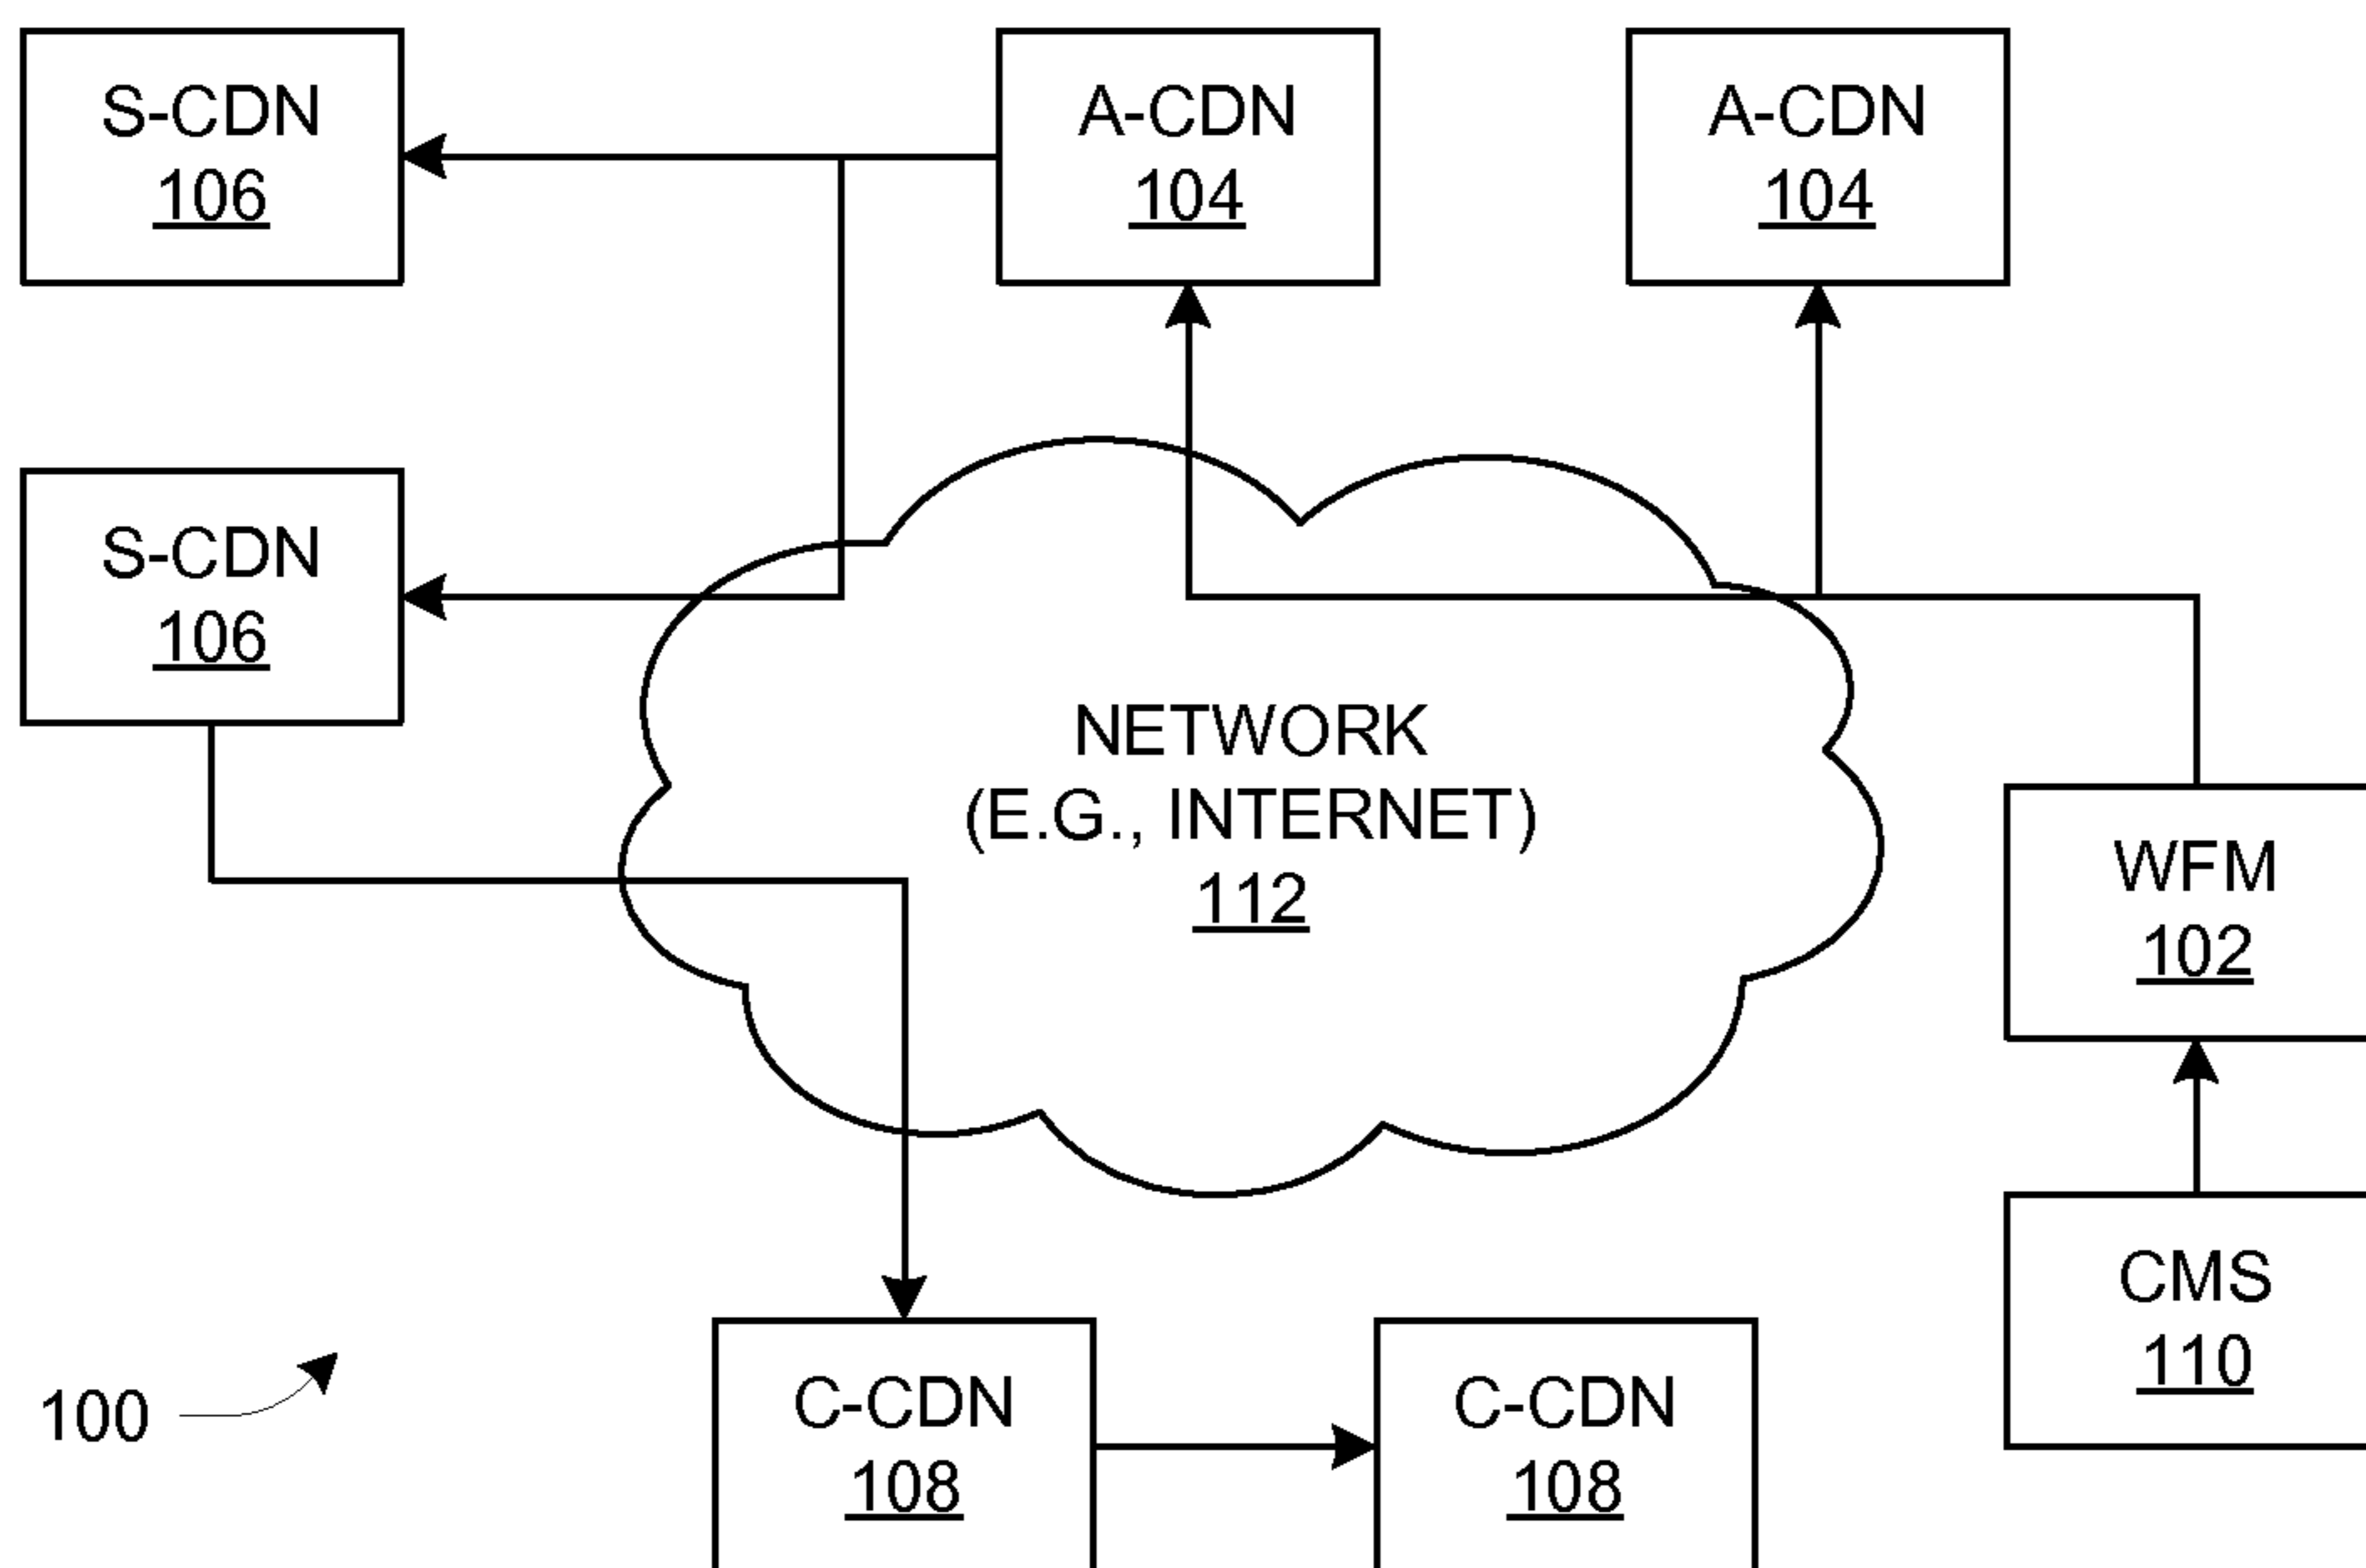 S-CDN
106
A-CDN
104
A-CDN
104
S-CDN
106
NETWORK
(E.G., INTERNET)
112
WFM
102
CMS
110
100
C-CDN
108
C-CDN
108